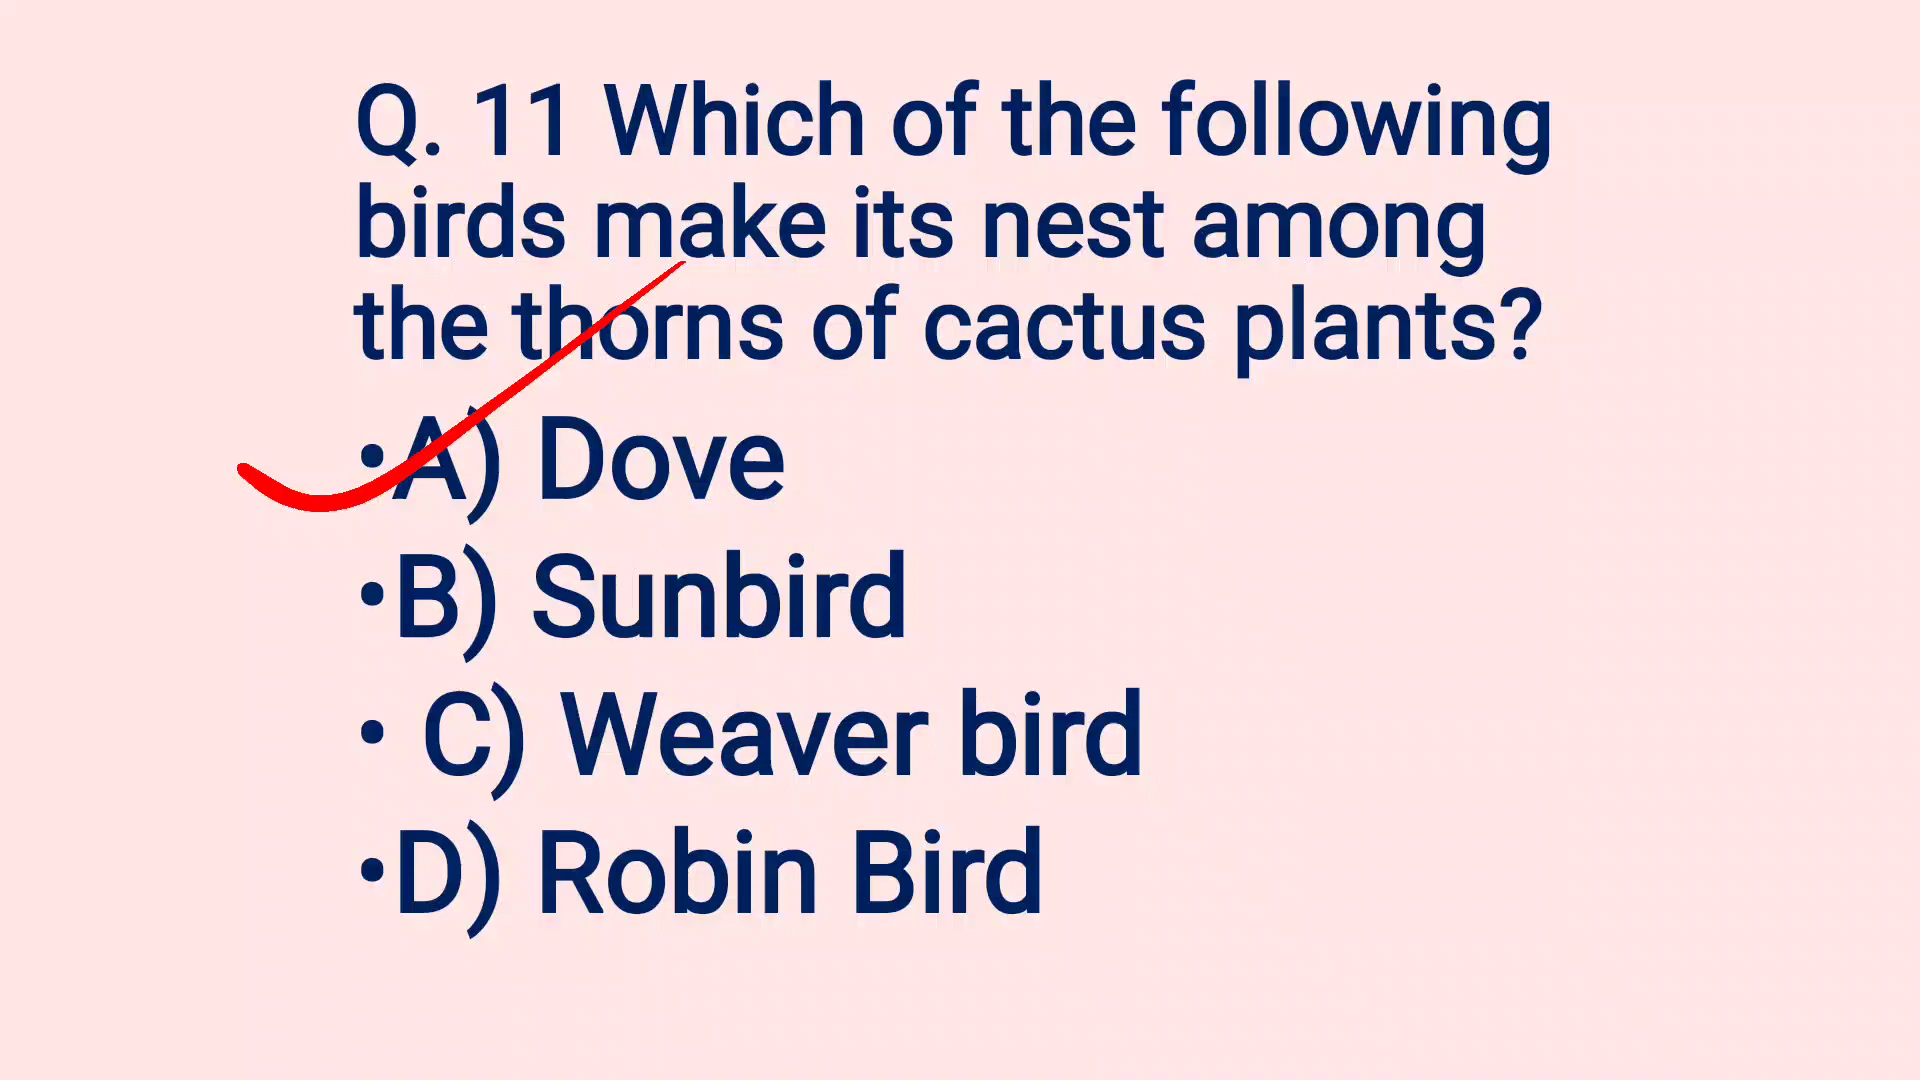 Q. 11 Which of the following
birds make its nest among
the thorns of cactus plants?
•A) Dove
•B) Sunbird
• C) Weaver bird
•D) Robin Bird